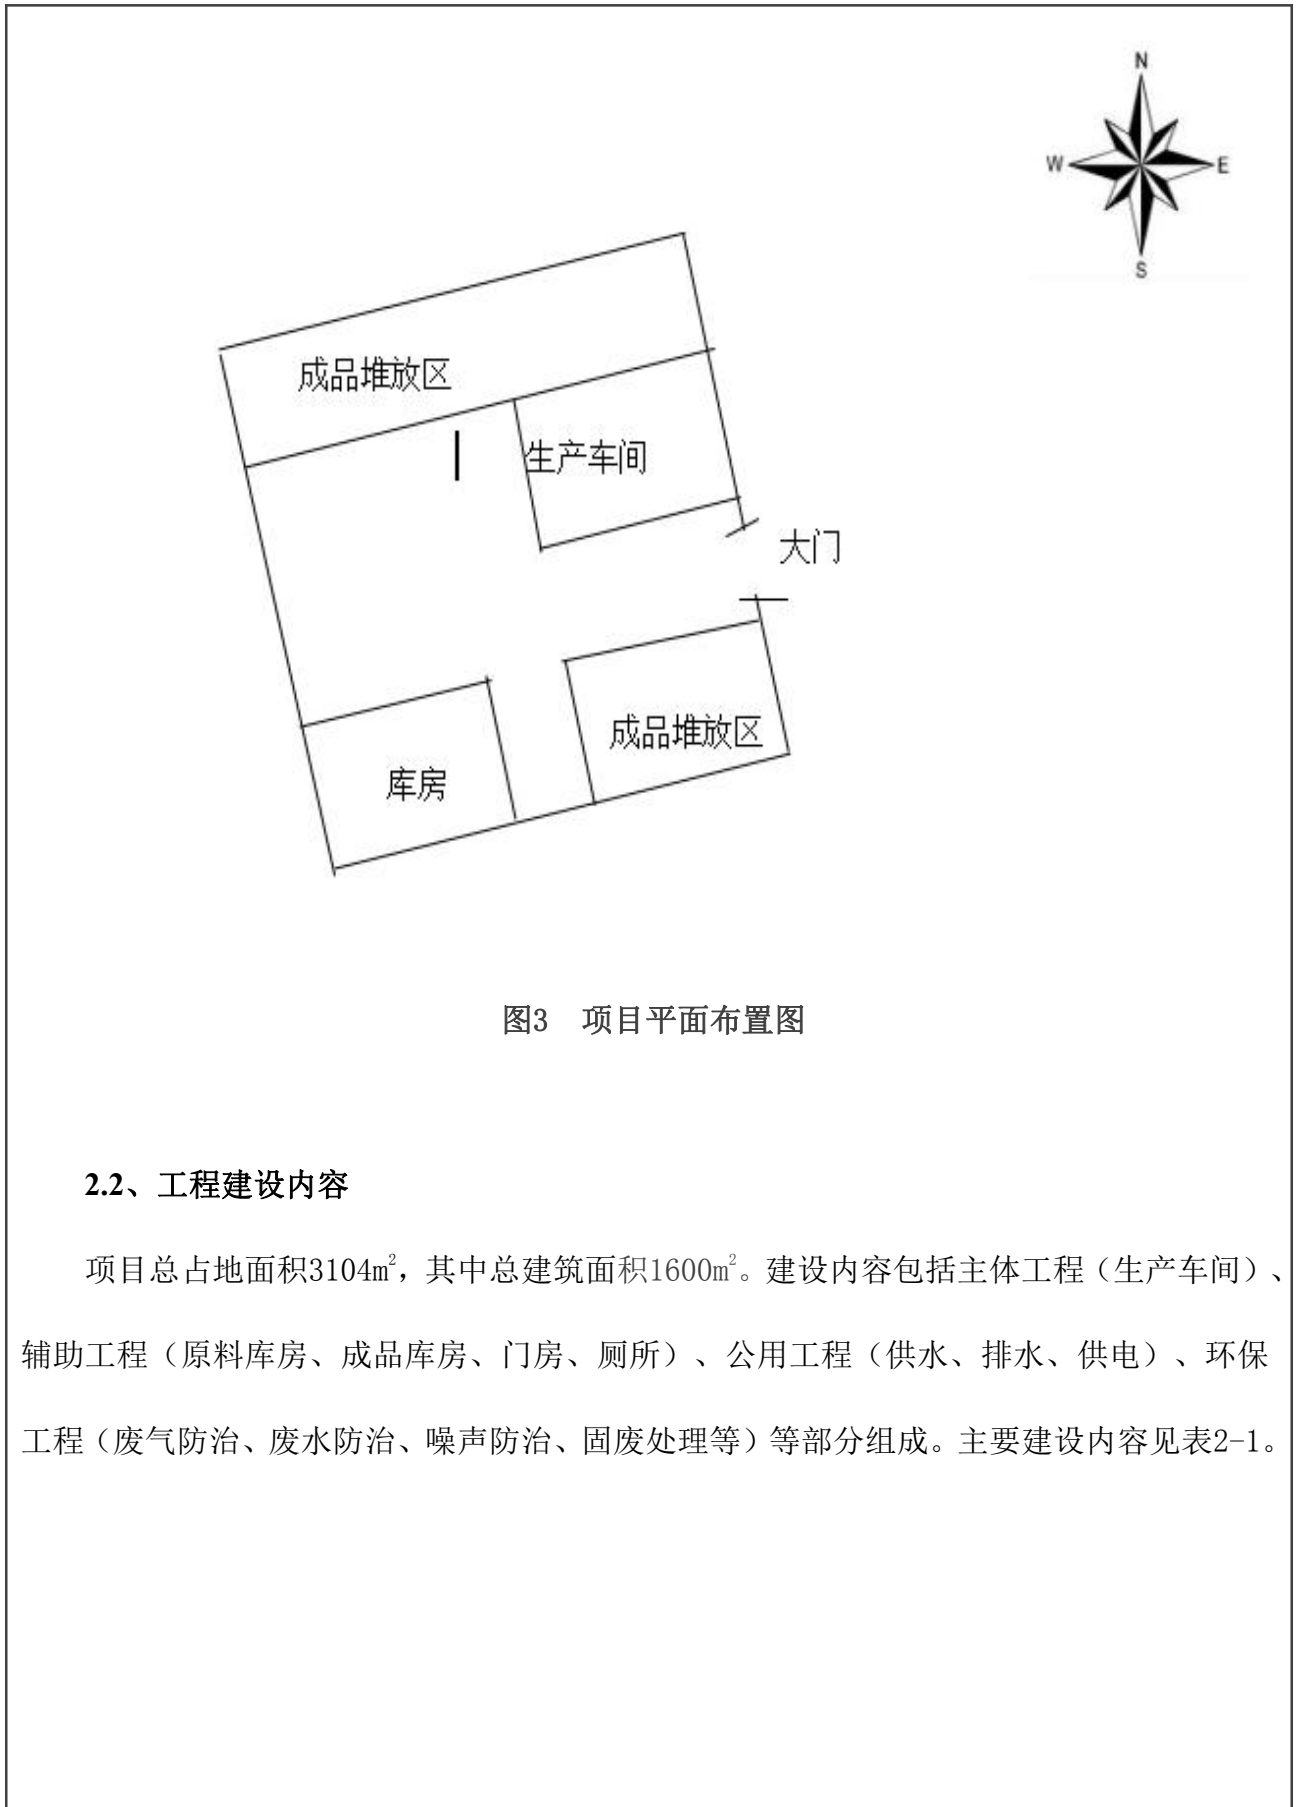 N
W
E
S
成品堆放区
生产车间
大门
成品堆放区
库房
图3 项目平面布置图
2.2、工程建设内容
项目总占地面积3104m²，其中总建筑面积1600m²。建设内容包括主体工程（生产车间）、
辅助工程（原料库房、成品库房、门房、厕所）、公用工程（供水、排水、供电）、环保
工程（废气防治、废水防治、噪声防治、固废处理等）等部分组成。主要建设内容见表2-1。